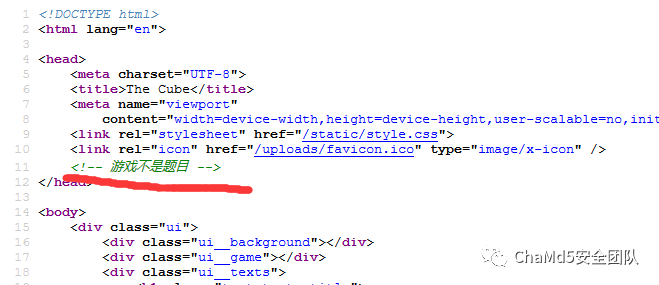 1 <!DOCTYPE html>
2 <html lang="en">
3
4 <head>
5 <meta charset="UTF-8">
6 <title>The Cube</title>
7 <meta name="viewport"
8 content="width=device-width,height=device-height,user-scalable=no,init
9 <link rel="stylesheet" href="/static/style.css">
10 <link rel="icon" href="/uploads/favicon.ico" type="image/x-icon" />
11 <!-- 游戏不是题目 -->
12 </head>
13
14 <body>
15 <div class="ui">
16 <div class="ui__background"></div>
17 <div class="ui__game"></div>
18 <div class="ui__texts">
ChaMd5安全团队